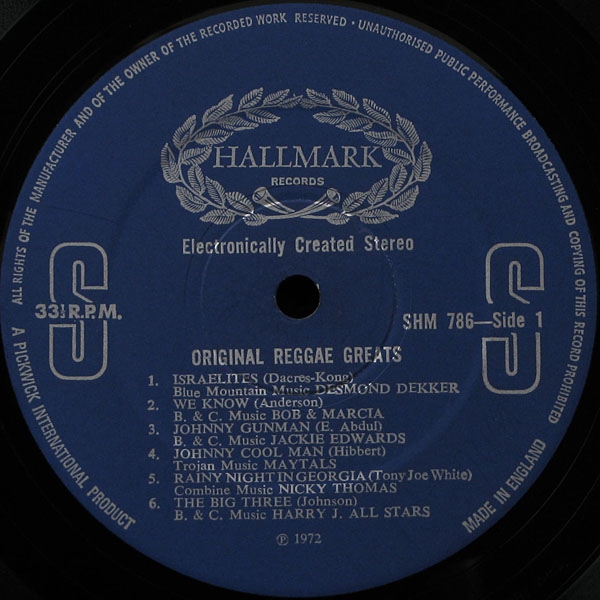 ALL RIGHTS OF THE MANUFACTURER AND OF THE OWNER OF THE RECORDED WORK RESERVED · UNAUTHORISED PUBLIC PERFORMANCE BROADCASTING AND COPYING OF THIS RECORD PROHIBITED
HALLMARK
RECORDS
Electronically Created Stereo
S
33⅓ R.P.M.
S
SHM 786—Side 1
ORIGINAL REGGAE GREATS
1. ISRAELITES (Dacres-Kong)
Blue Mountain Music DESMOND DEKKER
2. WE KNOW (Anderson)
B. & C. Music BOB & MARCIA
3. JOHNNY GUNMAN (E. Abdul)
B. & C. Music JACKIE EDWARDS
4. JOHNNY COOL MAN (Hibbert)
Trojan Music MAYTALS
5. RAINY NIGHT IN GEORGIA (Tony Joe White)
Combine Music NICKY THOMAS
6. THE BIG THREE (Johnson)
B. & C. Music HARRY J. ALL STARS
℗ 1972
A PICKWICK INTERNATIONAL PRODUCT
MADE IN ENGLAND